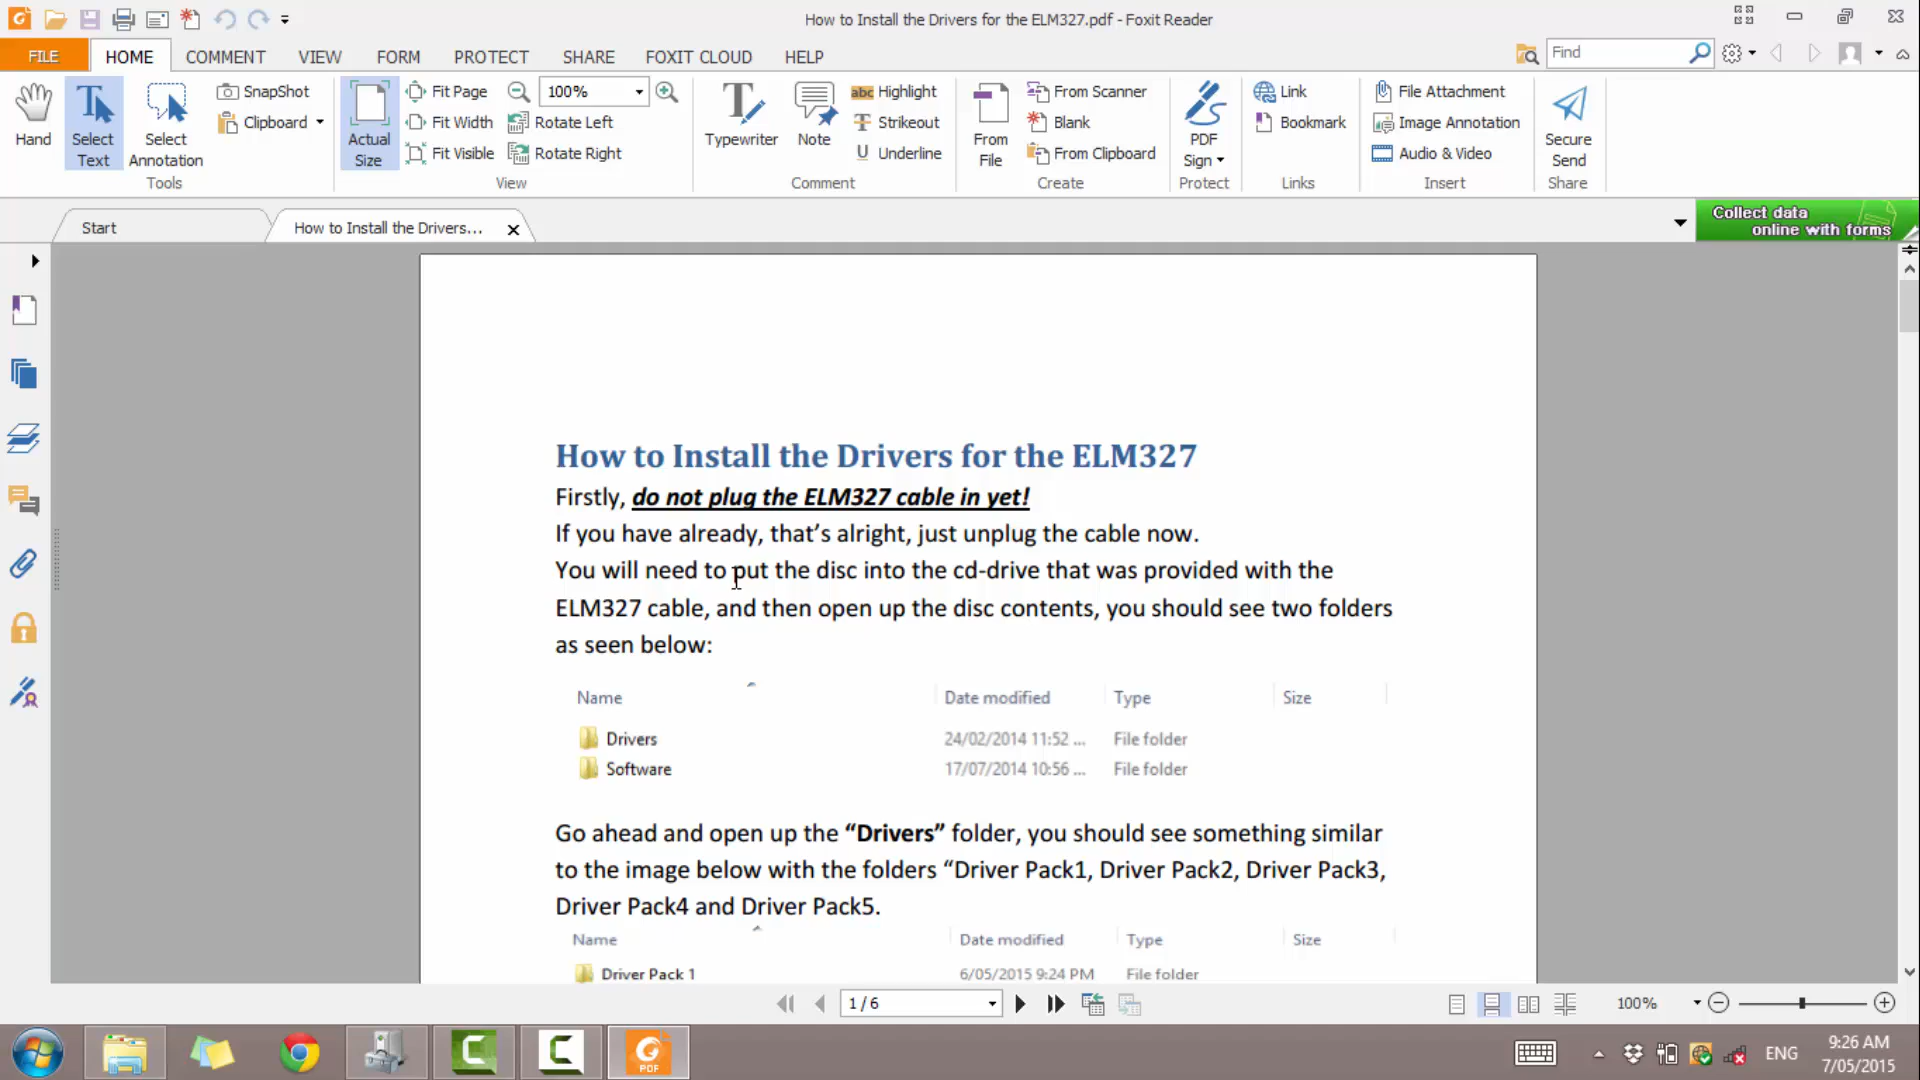 How to Install the Drivers for the ELM327.pdf - Foxit Reader
FILE HOME COMMENT VIEW FORM PROTECT SHARE FOXIT CLOUD HELP Find
Hand
Select Text
Select Annotation
SnapShot
Clipboard
Tools
Actual Size
Fit Page
Fit Width
Fit Visible
100%
Rotate Left
Rotate Right
View
Typewriter
Note
Highlight
Strikeout
Underline
Comment
From File
From Scanner
Blank
From Clipboard
Create
PDF Sign
Protect
Link
Bookmark
Links
File Attachment
Image Annotation
Audio & Video
Insert
Secure Send
Share
Start
How to Install the Drivers...
Collect data
online with forms
How to Install the Drivers for the ELM327
Firstly, do not plug the ELM327 cable in yet!
If you have already, that’s alright, just unplug the cable now.
You will need to put the disc into the cd-drive that was provided with the
ELM327 cable, and then open up the disc contents, you should see two folders
as seen below:
Name Date modified Type Size
Drivers 24/02/2014 11:52 ... File folder
Software 17/07/2014 10:56 ... File folder
Go ahead and open up the “Drivers” folder, you should see something similar
to the image below with the folders “Driver Pack1, Driver Pack2, Driver Pack3,
Driver Pack4 and Driver Pack5.
Name Date modified Type Size
Driver Pack 1 6/05/2015 9:24 PM File folder
1 / 6
100%
PDF
ENG
9:26 AM
7/05/2015